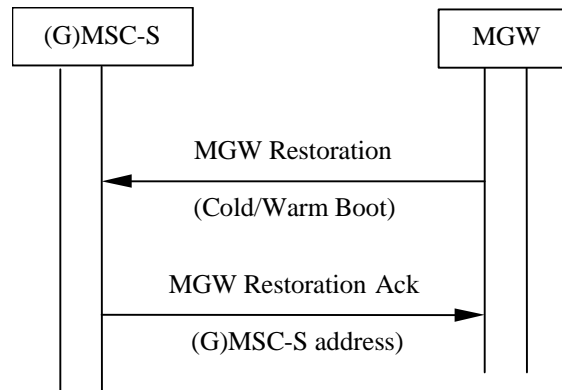 (G)MSC-S
MGW
MGW Restoration
(Cold/Warm Boot)
MGW Restoration Ack
(G)MSC-S address)